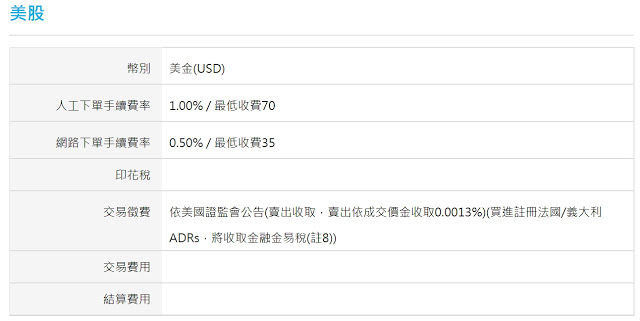 美股
幣別 美金(USD)
人工下單手續費率 1.00% / 最低收費70
網路下單手續費率 0.50% / 最低收費35
印花稅
交易徵費 依美國證監會公告(賣出收取，賣出依成交價金收取0.0013%)(買進註冊法國/義大利
ADRs，將收取金融金易稅(註8))
交易費用
結算費用